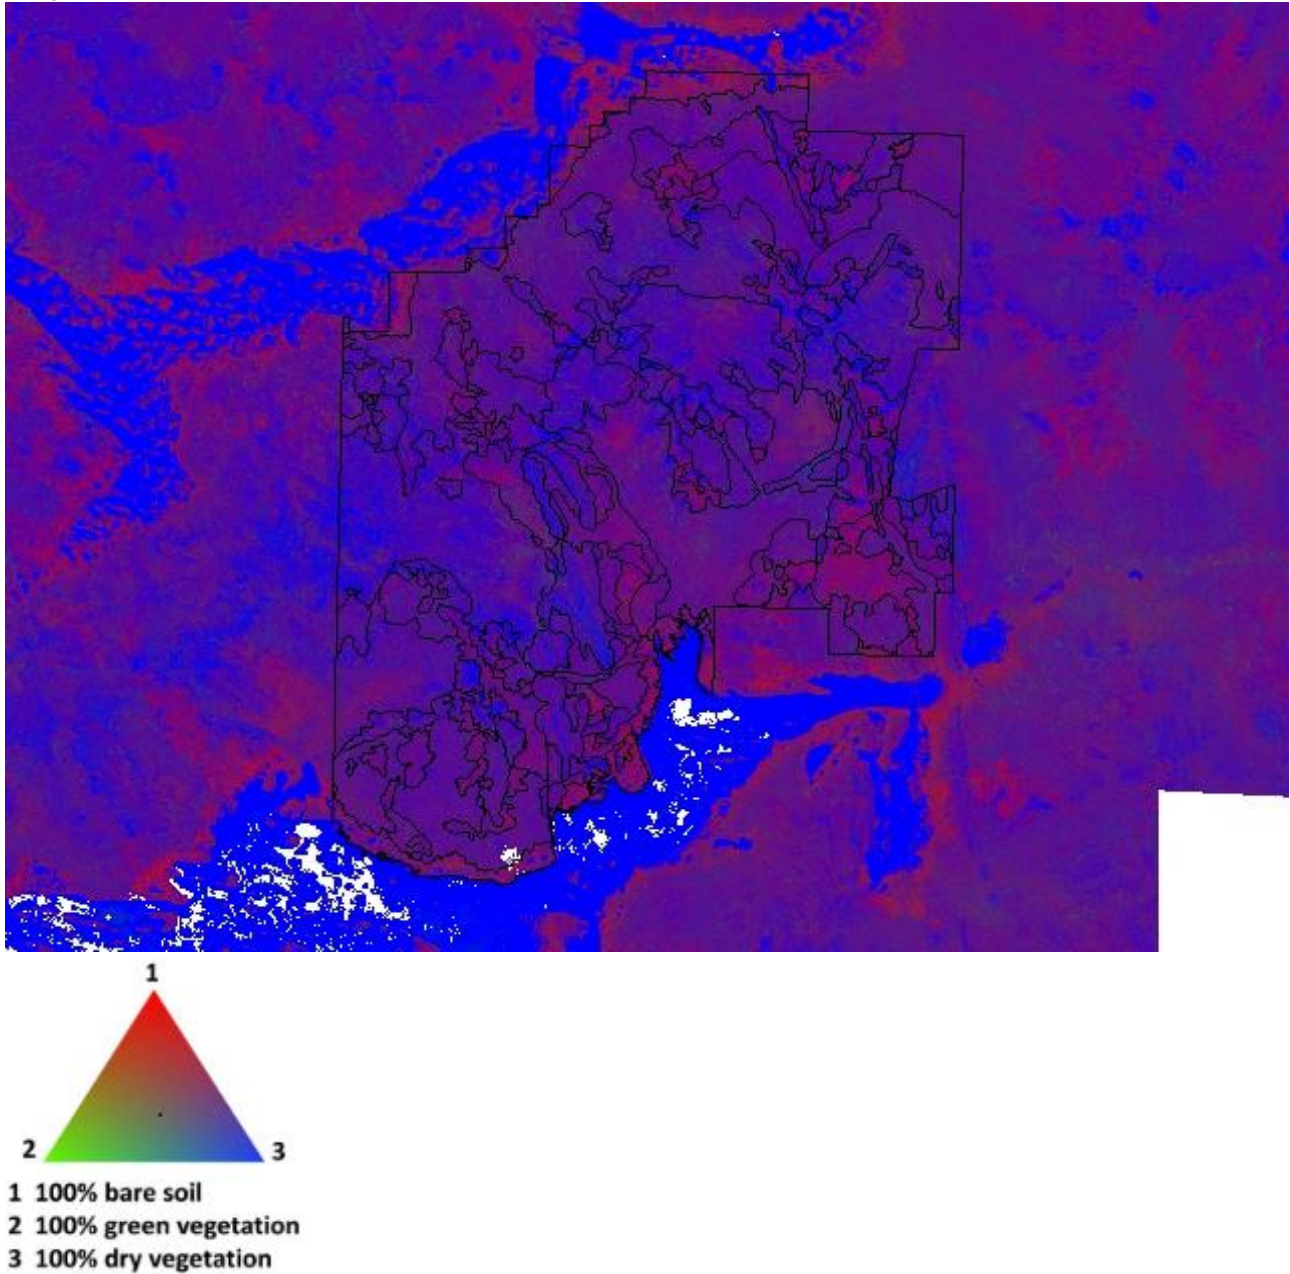 1
2
3
1 100% bare soil
2 100% green vegetation
3 100% dry vegetation